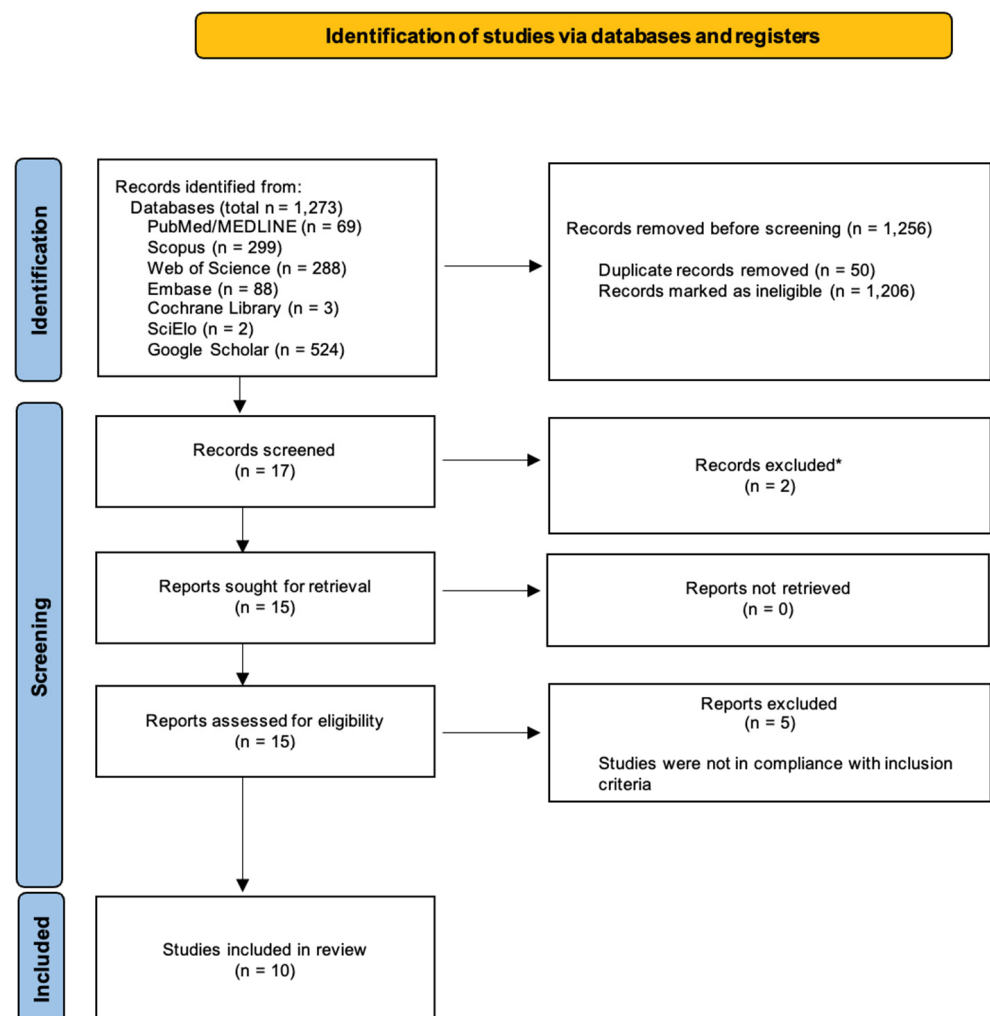 Identification of studies via databases and registers
Identification
Records identified from:
Databases (total n = 1,273)
PubMed/MEDLINE (n = 69)
Scopus (n = 299)
Web of Science (n = 288)
Embase (n = 88)
Cochrane Library (n = 3)
SciElo (n = 2)
Google Scholar (n = 524)
Records removed before screening (n = 1,256)
Duplicate records removed (n = 50)
Records marked as ineligible (n = 1,206)
Screening
Records screened
(n = 17)
Records excluded*
(n = 2)
Reports sought for retrieval
(n = 15)
Reports not retrieved
(n = 0)
Reports assessed for eligibility
(n = 15)
Reports excluded
(n = 5)
Studies were not in compliance with inclusion
criteria
Included
Studies included in review
(n = 10)